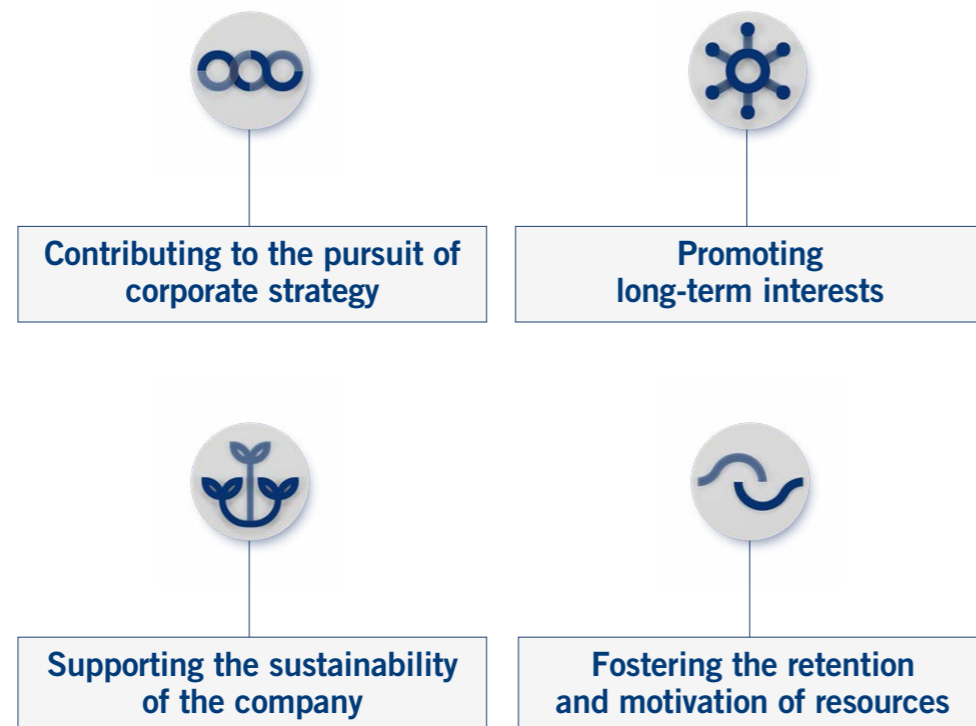 Contributing to the pursuit of
corporate strategy
Promoting
long-term interests
Supporting the sustainability
of the company
Fostering the retention
and motivation of resources